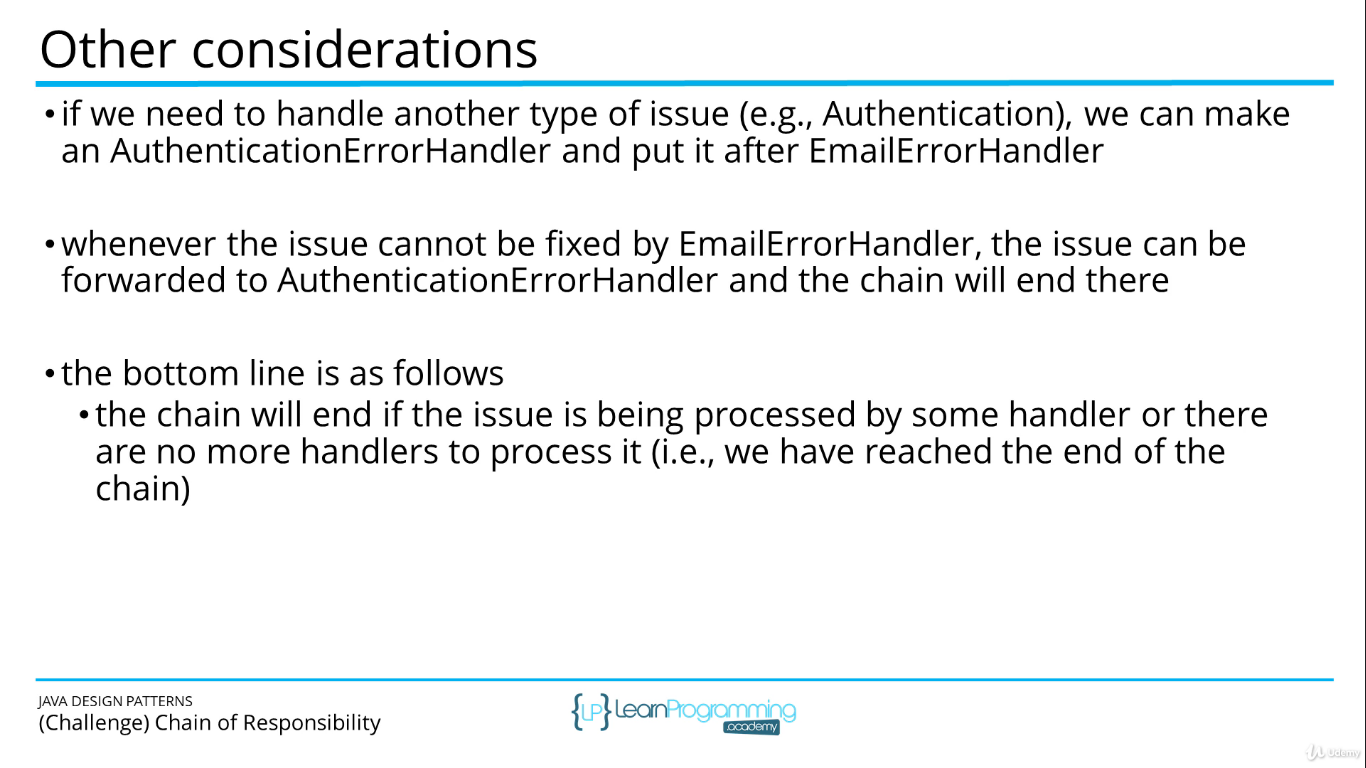 Other considerations
• if we need to handle another type of issue (e.g., Authentication), we can make
an AuthenticationErrorHandler and put it after EmailErrorHandler
• whenever the issue cannot be fixed by EmailErrorHandler, the issue can be
forwarded to AuthenticationErrorHandler and the chain will end there
• the bottom line is as follows
• the chain will end if the issue is being processed by some handler or there
are no more handlers to process it (i.e., we have reached the end of the
chain)
JAVA DESIGN PATTERNS
(Challenge) Chain of Responsibility
{LP} LearnProgramming
.academy
Udemy